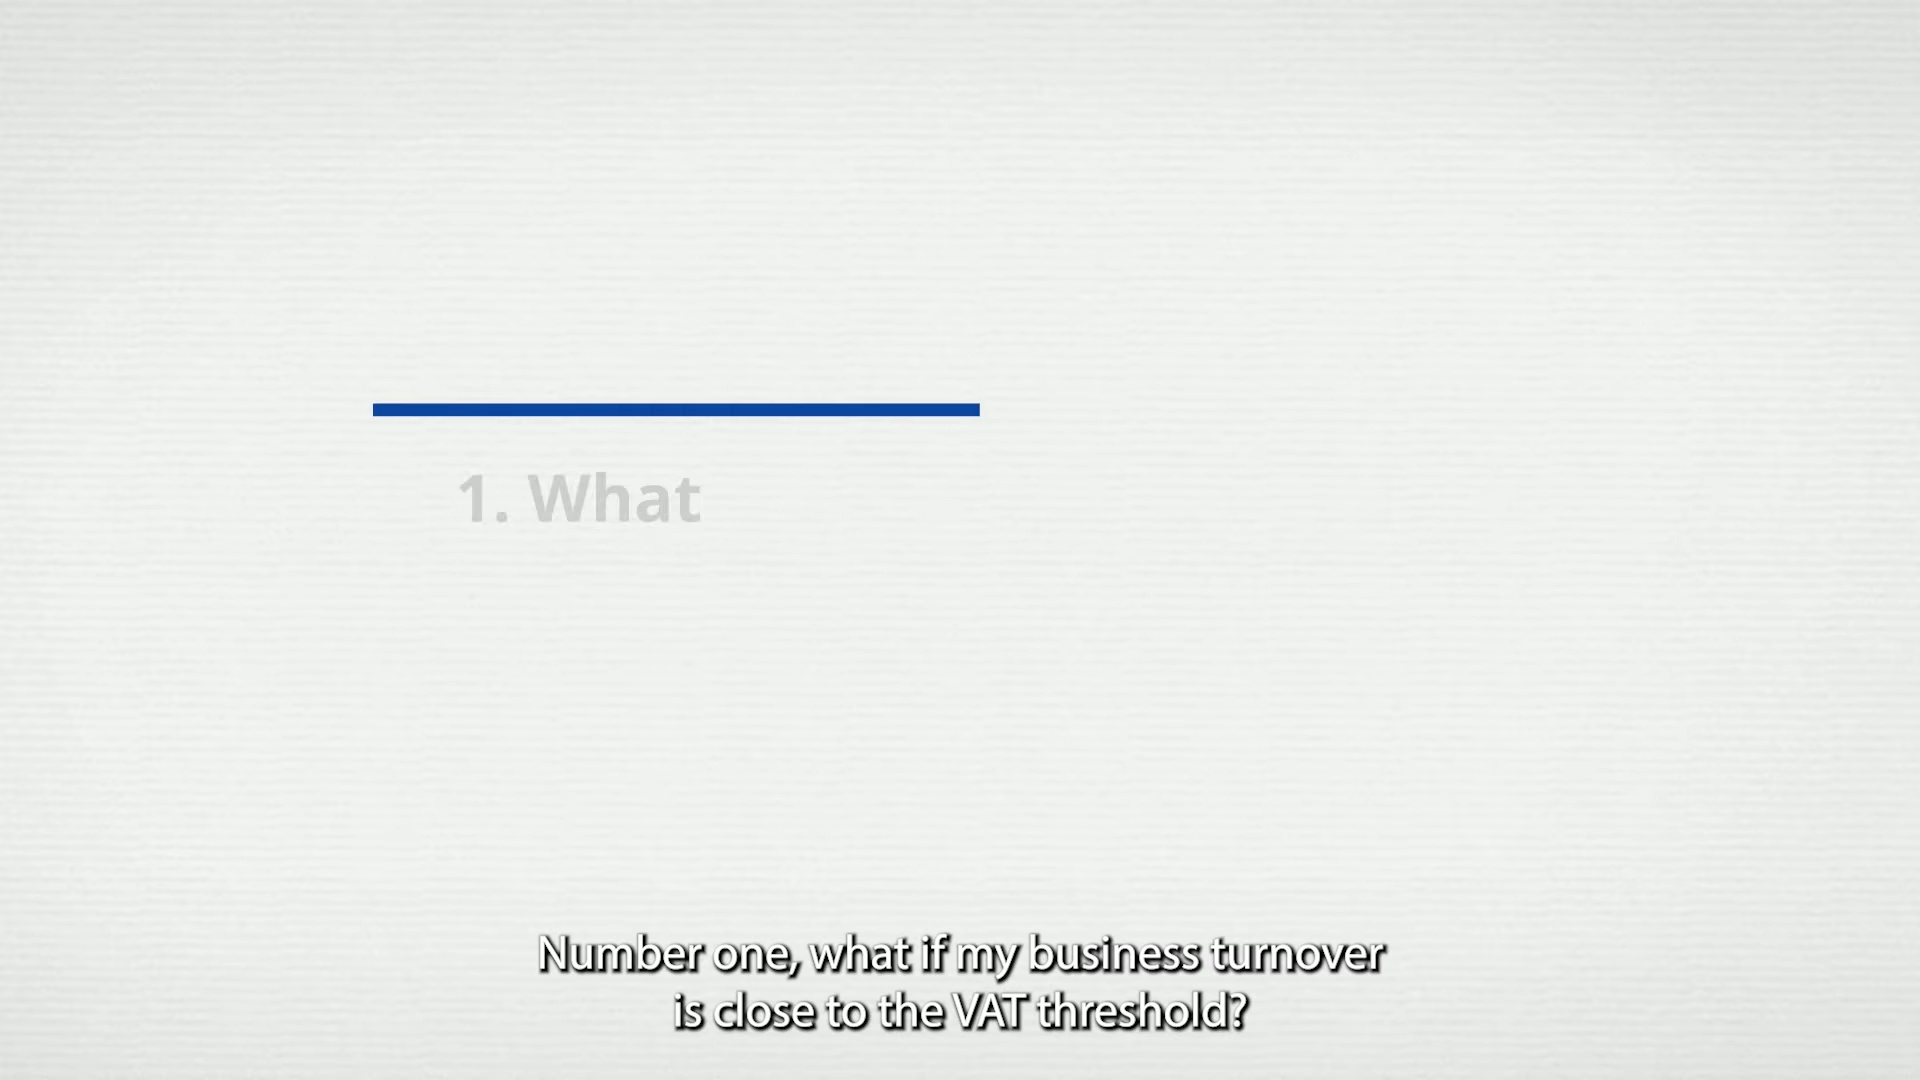 1. What
Number one, what if my business turnover
is close to the VAT threshold?